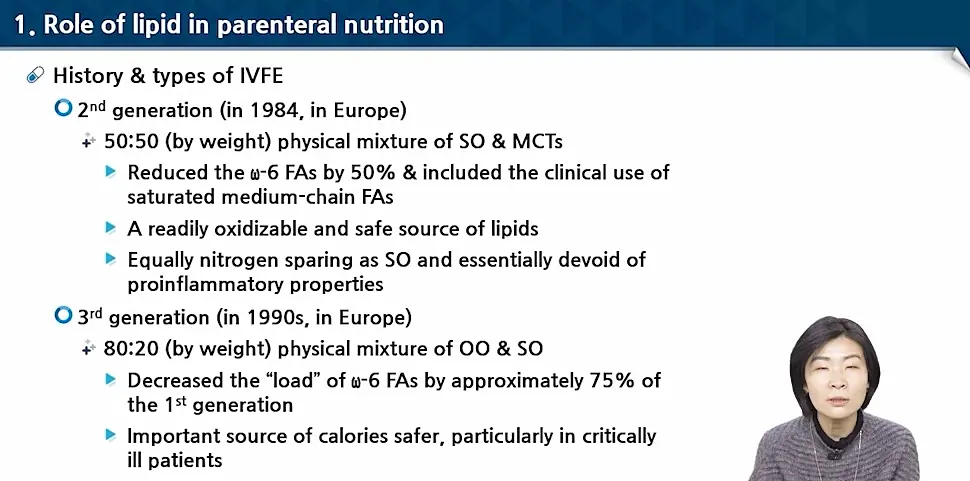 1. Role of lipid in parenteral nutrition
History & types of IVFE
2nd generation (in 1984, in Europe)
50:50 (by weight) physical mixture of SO & MCTs
Reduced the ω-6 FAs by 50% & included the clinical use of
saturated medium-chain FAs
A readily oxidizable and safe source of lipids
Equally nitrogen sparing as SO and essentially devoid of
proinflammatory properties
3rd generation (in 1990s, in Europe)
80:20 (by weight) physical mixture of OO & SO
Decreased the “load” of ω-6 FAs by approximately 75% of
the 1st generation
Important source of calories safer, particularly in critically
ill patients